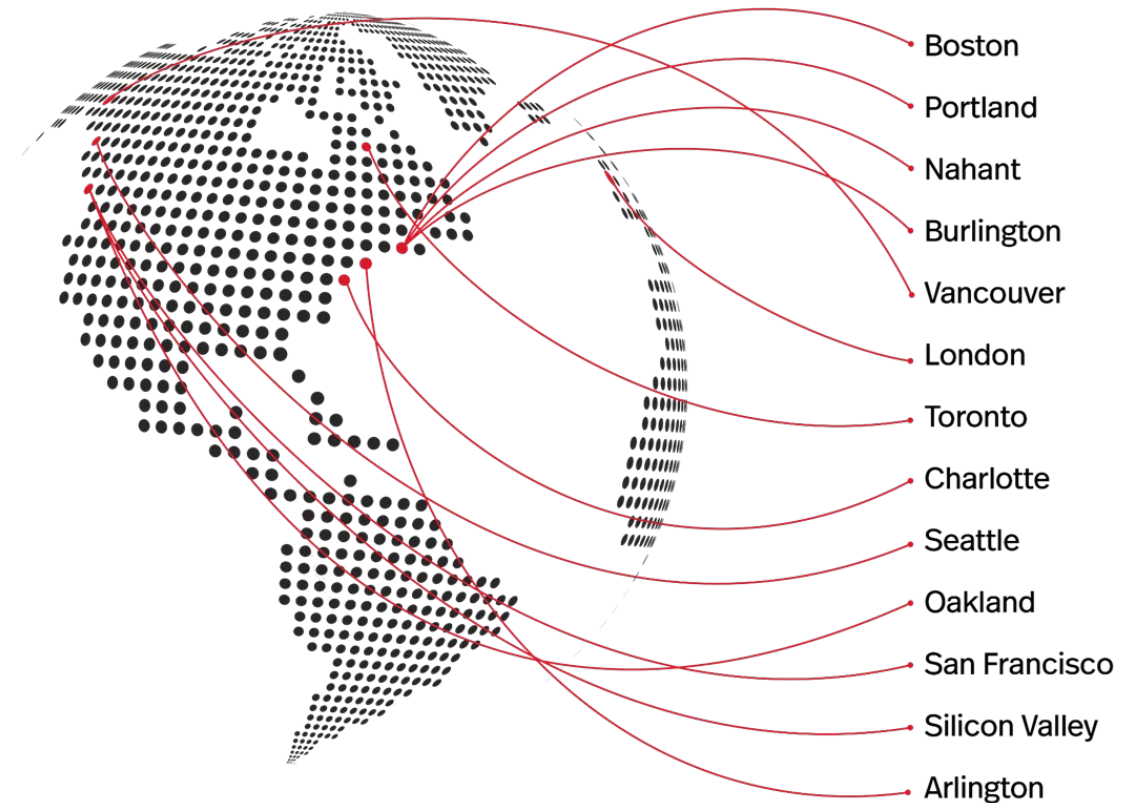 Boston
Portland
Nahant
Burlington
Vancouver
London
Toronto
Charlotte
Seattle
Oakland
San Francisco
Silicon Valley
Arlington